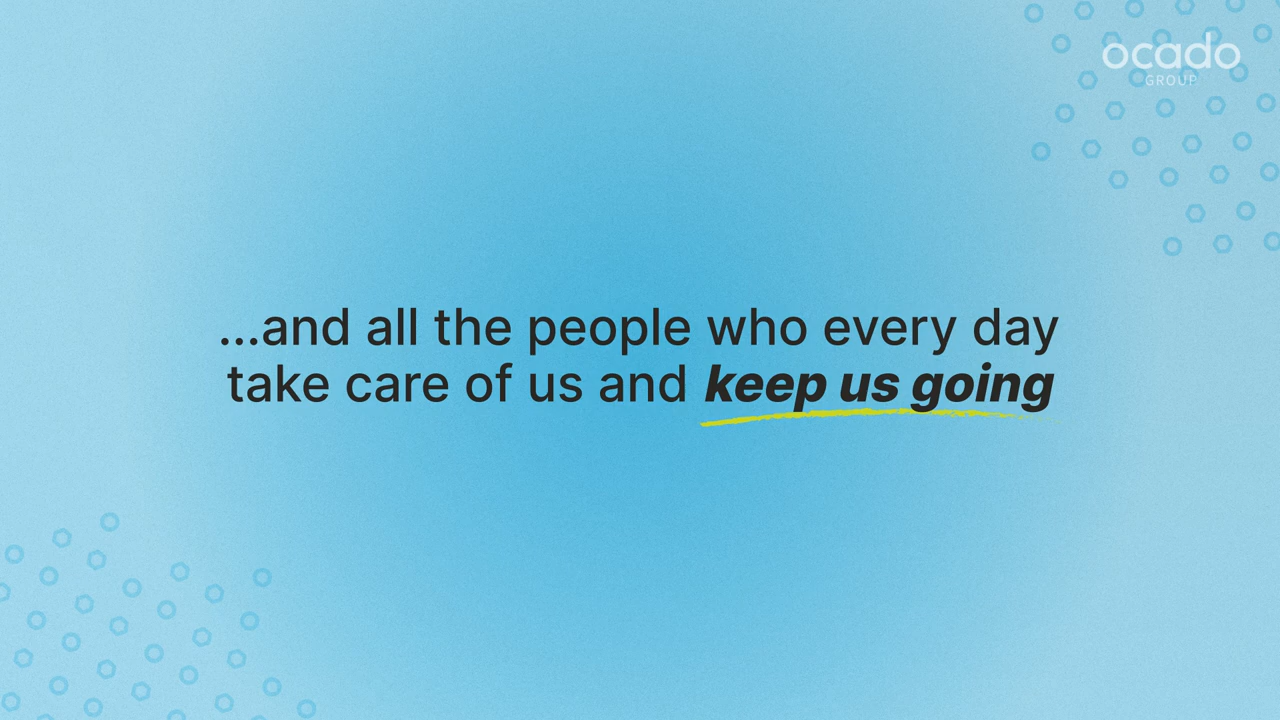 ocado
GROUP
...and all the people who every day
take care of us and keep us going